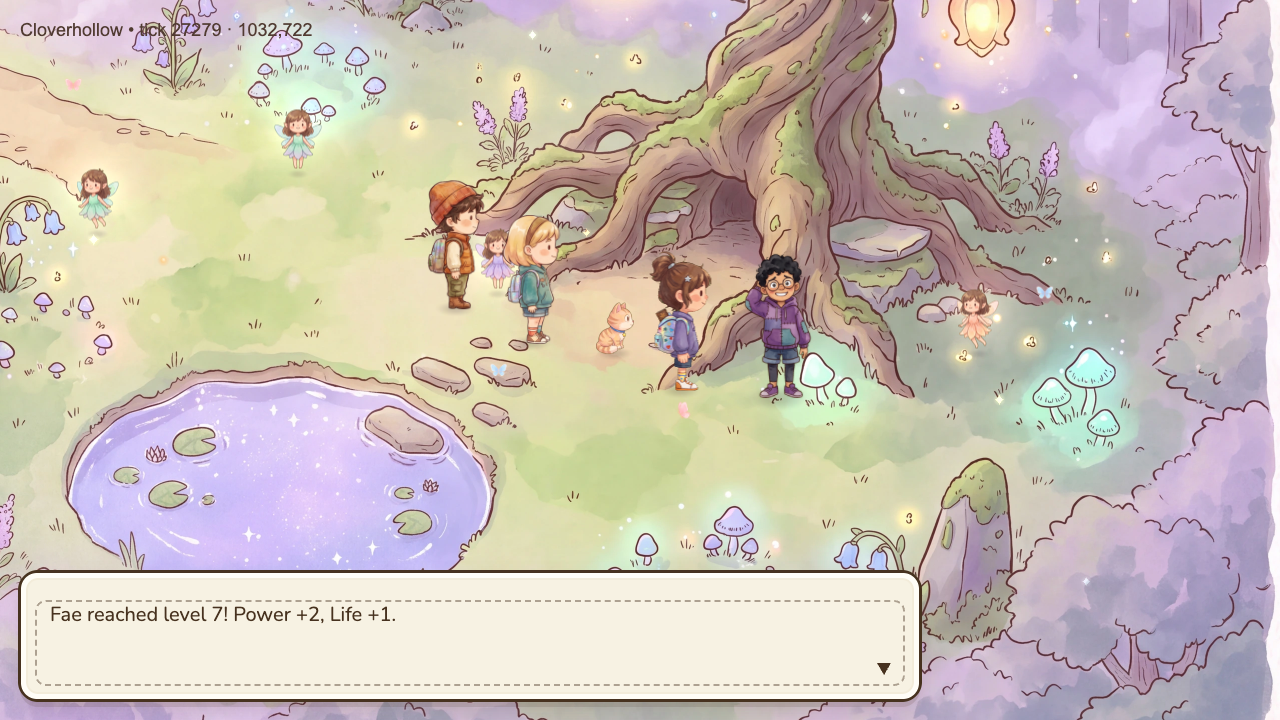 Cloverhollow • tick 27279 · 1032,722
Fae reached level 7! Power +2, Life +1.